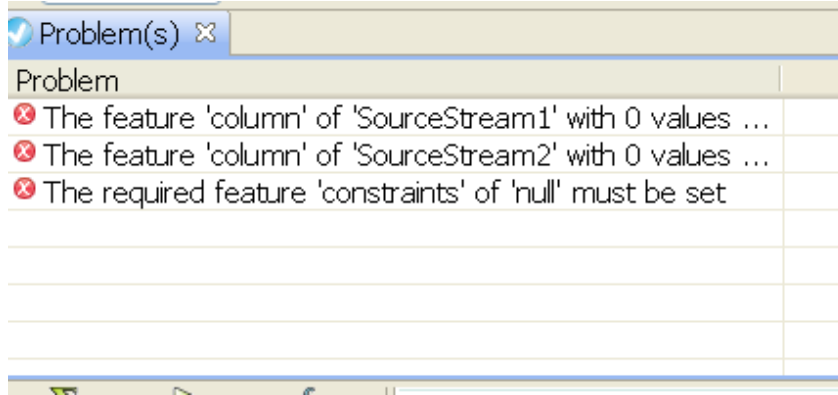 Problem(s)
Problem
The feature 'column' of 'SourceStream1' with 0 values ...
The feature 'column' of 'SourceStream2' with 0 values ...
The required feature 'constraints' of 'null' must be set